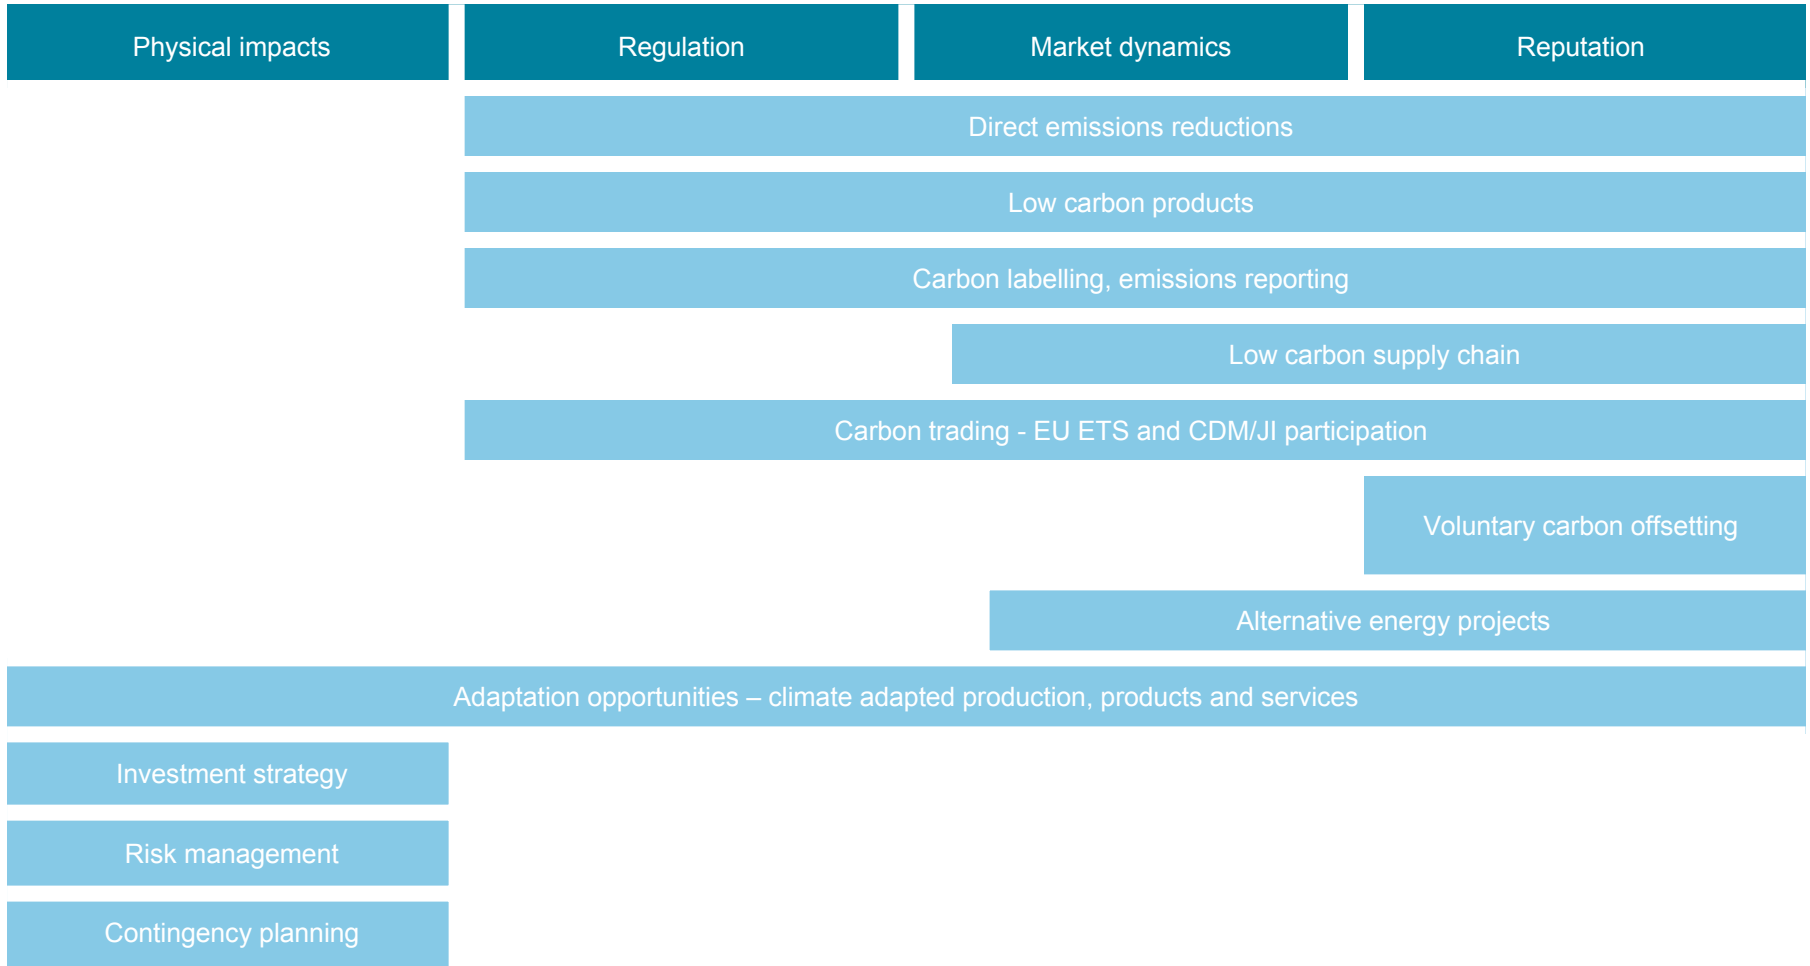 Physical impacts
Regulation
Market dynamics
Reputation
Direct emissions reductions
Low carbon products
Carbon labelling, emissions reporting
Low carbon supply chain
Carbon trading - EU ETS and CDM/JI participation
Voluntary carbon offsetting
Alternative energy projects
Adaptation opportunities – climate adapted production, products and services
Investment strategy
Risk management
Contingency planning